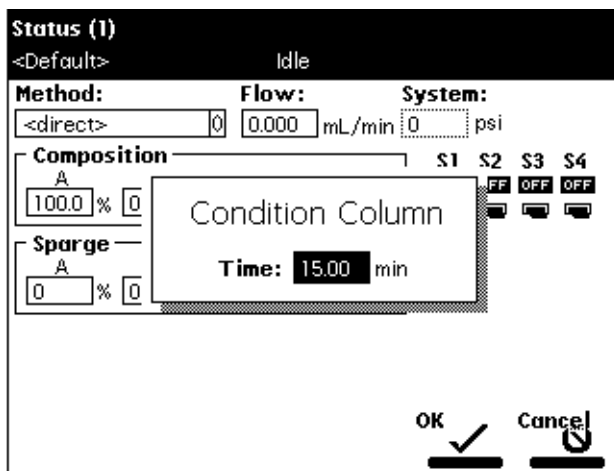 Status (1)
<Default> Idle
Method: Flow: System:
<direct> 0 0.000 mL/min 0 psi
Composition S1 S2 S3 S4
A
100.0 % 0 FF OFF OFF
Condition Column
Sparge
A
Time: 15.00 min
0 % 0
OK Cancel